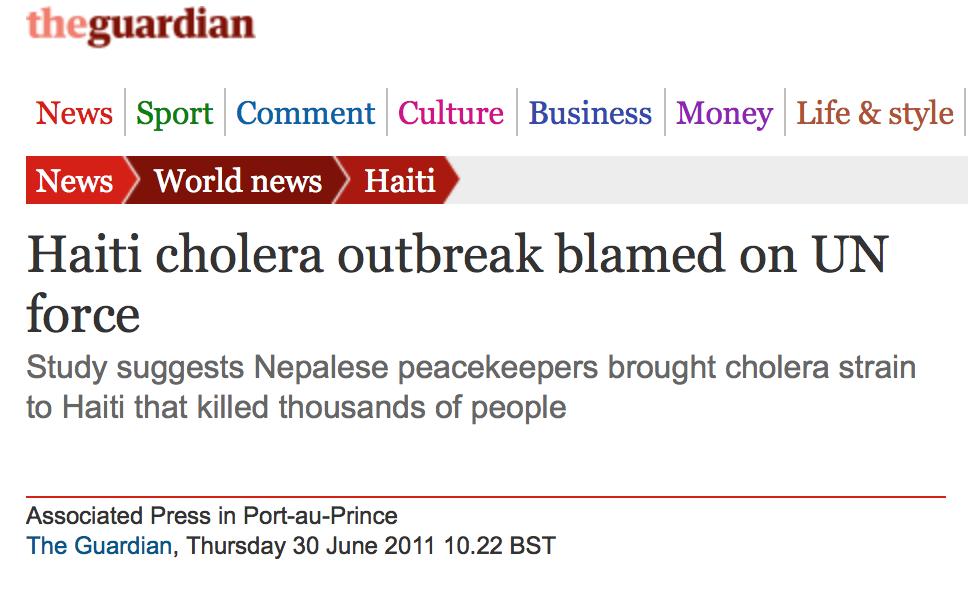 theguardian
News Sport Comment Culture Business Money Life & style
News World news Haiti
Haiti cholera outbreak blamed on UN
force
Study suggests Nepalese peacekeepers brought cholera strain
to Haiti that killed thousands of people
Associated Press in Port-au-Prince
The Guardian, Thursday 30 June 2011 10.22 BST